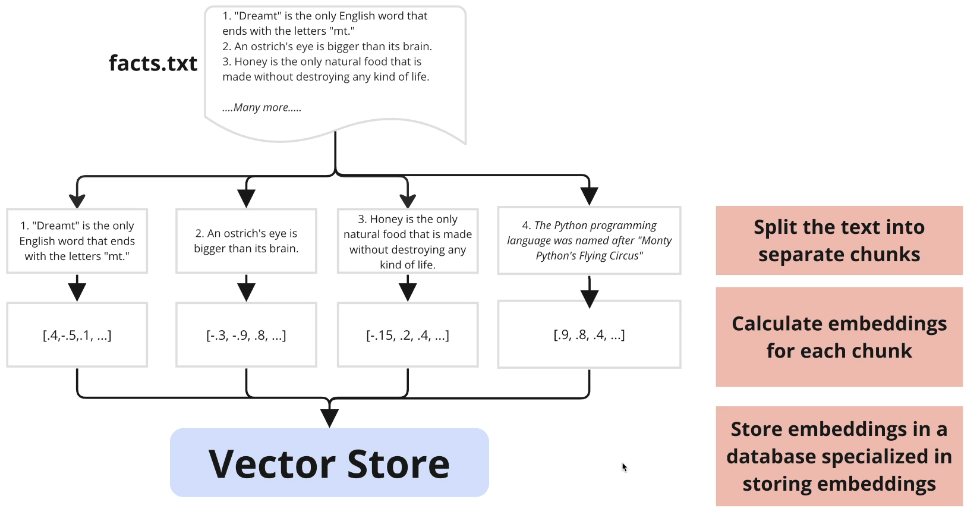 facts.txt
1. "Dreamt" is the only English word that
ends with the letters "mt."
2. An ostrich's eye is bigger than its brain.
3. Honey is the only natural food that is
made without destroying any kind of life.
....Many more.....
1. "Dreamt" is the only
English word that ends
with the letters "mt."
2. An ostrich's eye is
bigger than its brain.
3. Honey is the only
natural food that is made
without destroying any
kind of life.
4. The Python programming
language was named after "Monty
Python's Flying Circus"
Split the text into
separate chunks
[.4,-.5,.1, ...]
[-.3, -.9, .8, ...]
[-.15, .2, .4, ...]
[.9, .8, .4, ...]
Calculate embeddings
for each chunk
Vector Store
Store embeddings in a
database specialized in
storing embeddings